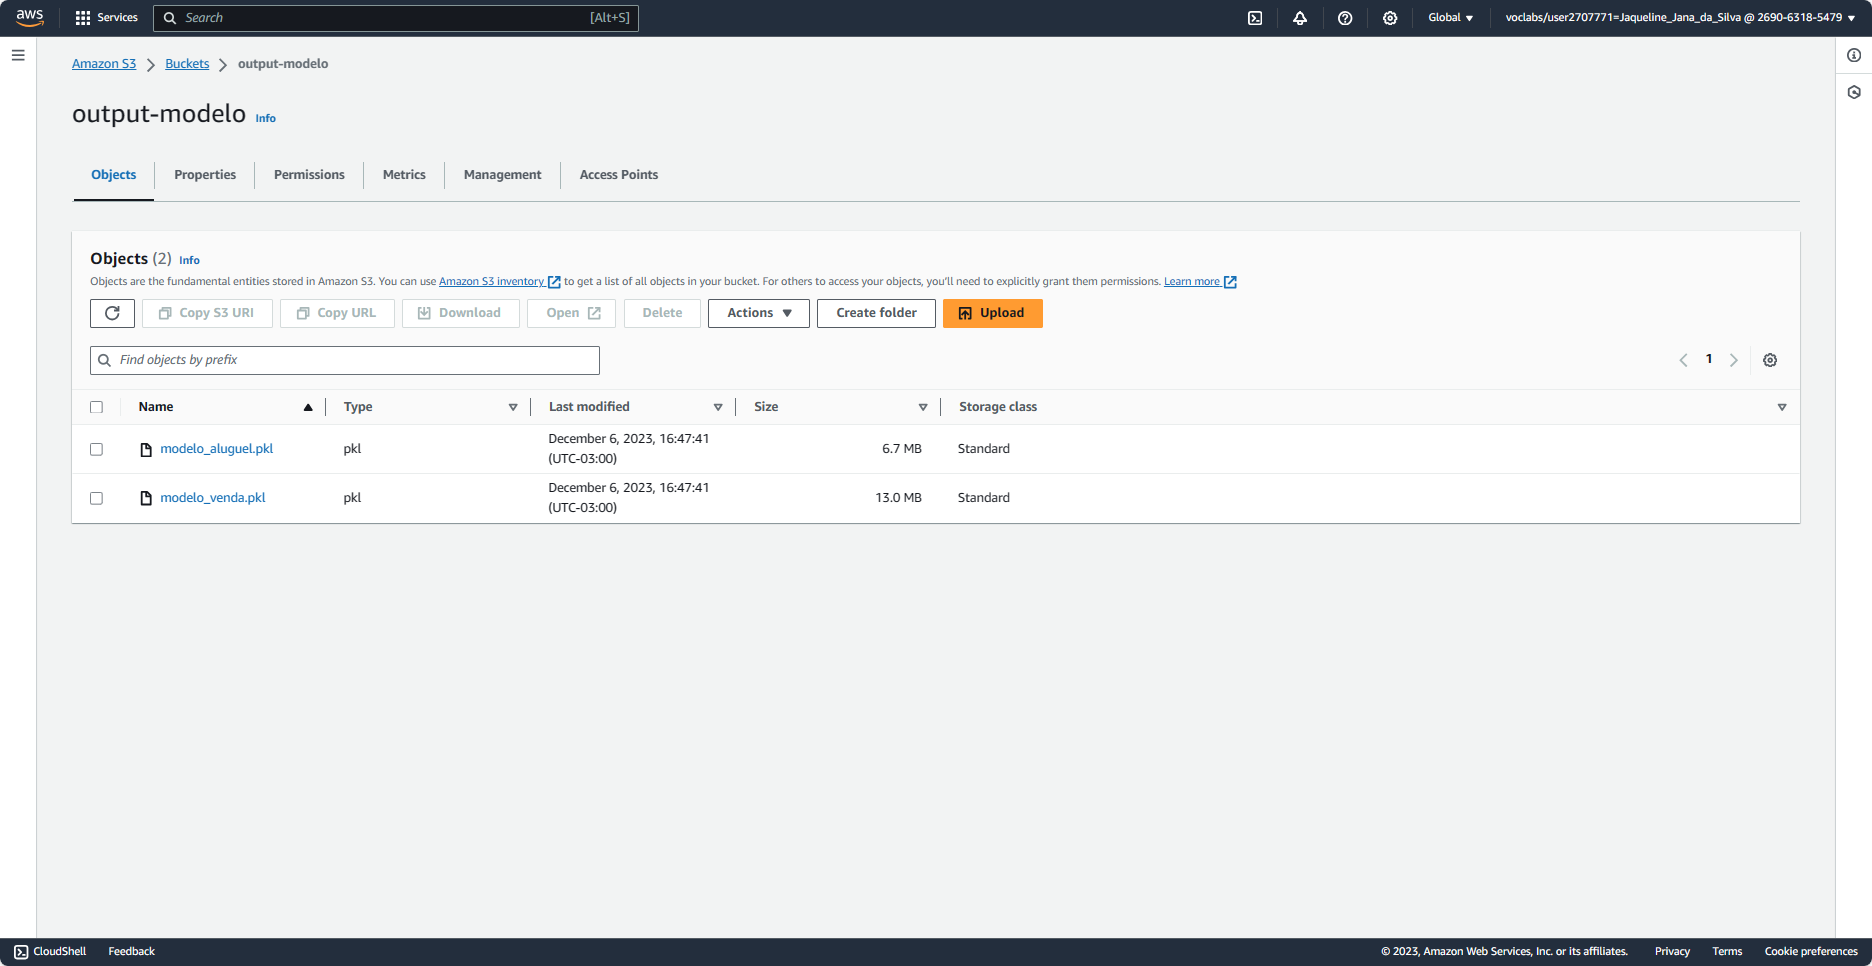 aws Services Search [Alt+S] Global voclabs/user2707771=Jaqueline_Jana_da_Silva @ 2690-6318-5479
Amazon S3 Buckets output-modelo
output-modelo Info
Objects Properties Permissions Metrics Management Access Points
Objects (2) Info
Objects are the fundamental entities stored in Amazon S3. You can use Amazon S3 inventory to get a list of all objects in your bucket. For others to access your objects, you'll need to explicitly grant them permissions. Learn more
Copy S3 URI Copy URL Download Open Delete Actions Create folder Upload
Find objects by prefix 1
Name Type Last modified Size Storage class
modelo_aluguel.pkl pkl December 6, 2023, 16:47:41 (UTC-03:00) 6.7 MB Standard
modelo_venda.pkl pkl December 6, 2023, 16:47:41 (UTC-03:00) 13.0 MB Standard
CloudShell Feedback © 2023, Amazon Web Services, Inc. or its affiliates. Privacy Terms Cookie preferences